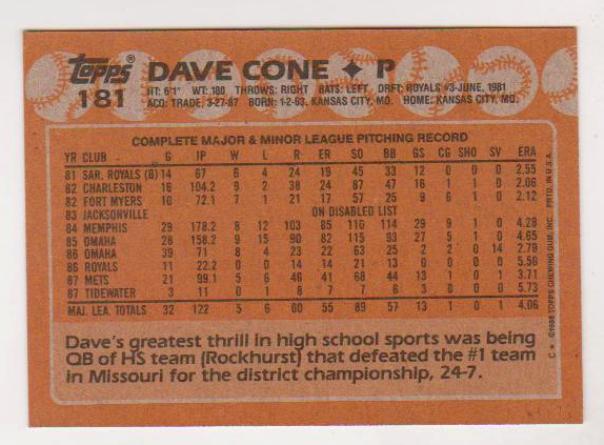 Topps DAVE CONE P
181 HT: 6'1" WT: 180 THROWS: RIGHT BATS: LEFT DRFT: ROYALS #3-JUNE, 1981
ACQ: TRADE, 3-27-87 BORN: 1-2-63, KANSAS CITY, MO. HOME: KANSAS CITY, MO.
COMPLETE MAJOR & MINOR LEAGUE PITCHING RECORD
YR CLUB G IP W L R ER SO BB GS CG SHO SV ERA
81 SAR. ROYALS (G) 14 67 6 4 24 19 45 33 12 0 0 0 2.55
82 CHARLESTON 16 104.2 9 2 38 24 87 47 16 1 1 0 2.06
82 FORT MYERS 10 72.1 7 1 21 17 57 25 9 6 1 0 2.12
83 JACKSONVILLE ON DISABLED LIST
84 MEMPHIS 29 178.2 8 12 103 85 110 114 29 9 1 0 4.28
85 OMAHA 28 158.2 9 15 90 82 115 93 27 5 1 0 4.65
86 OMAHA 39 71 8 4 23 22 63 25 2 2 0 14 2.79
86 ROYALS 11 22.2 0 0 14 14 21 13 0 0 0 0 5.56
87 METS 21 99.1 5 6 46 41 68 44 13 1 0 1 3.71
87 TIDEWATER 3 11 0 1 8 7 7 6 3 0 0 0 5.73
MAJ. LEA. TOTALS 32 122 5 6 60 55 89 57 13 1 0 1 4.06
Dave's greatest thrill in high school sports was being
QB of HS team (Rockhurst) that defeated the #1 team
in Missouri for the district championship, 24-7.
C * ©1988 TOPPS CHEWING GUM, INC. PRTD. IN U.S.A.